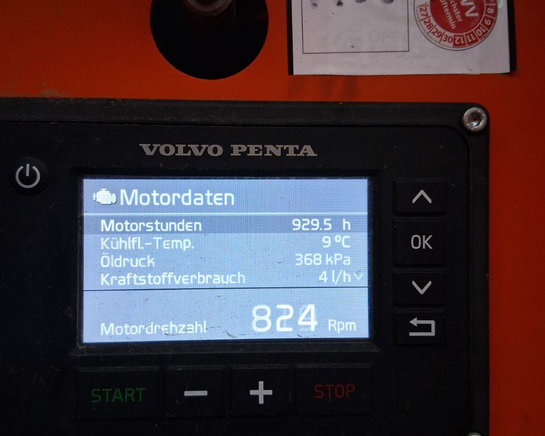 VOLVO PENTA
Motordaten
Motorstunden 929.5 h
Kühlfl.-Temp. 9 °C
Öldruck 368 kPa
Kraftstoffverbrauch 4 l/h
Motordrehzahl 824 Rpm
OK
START − + STOP